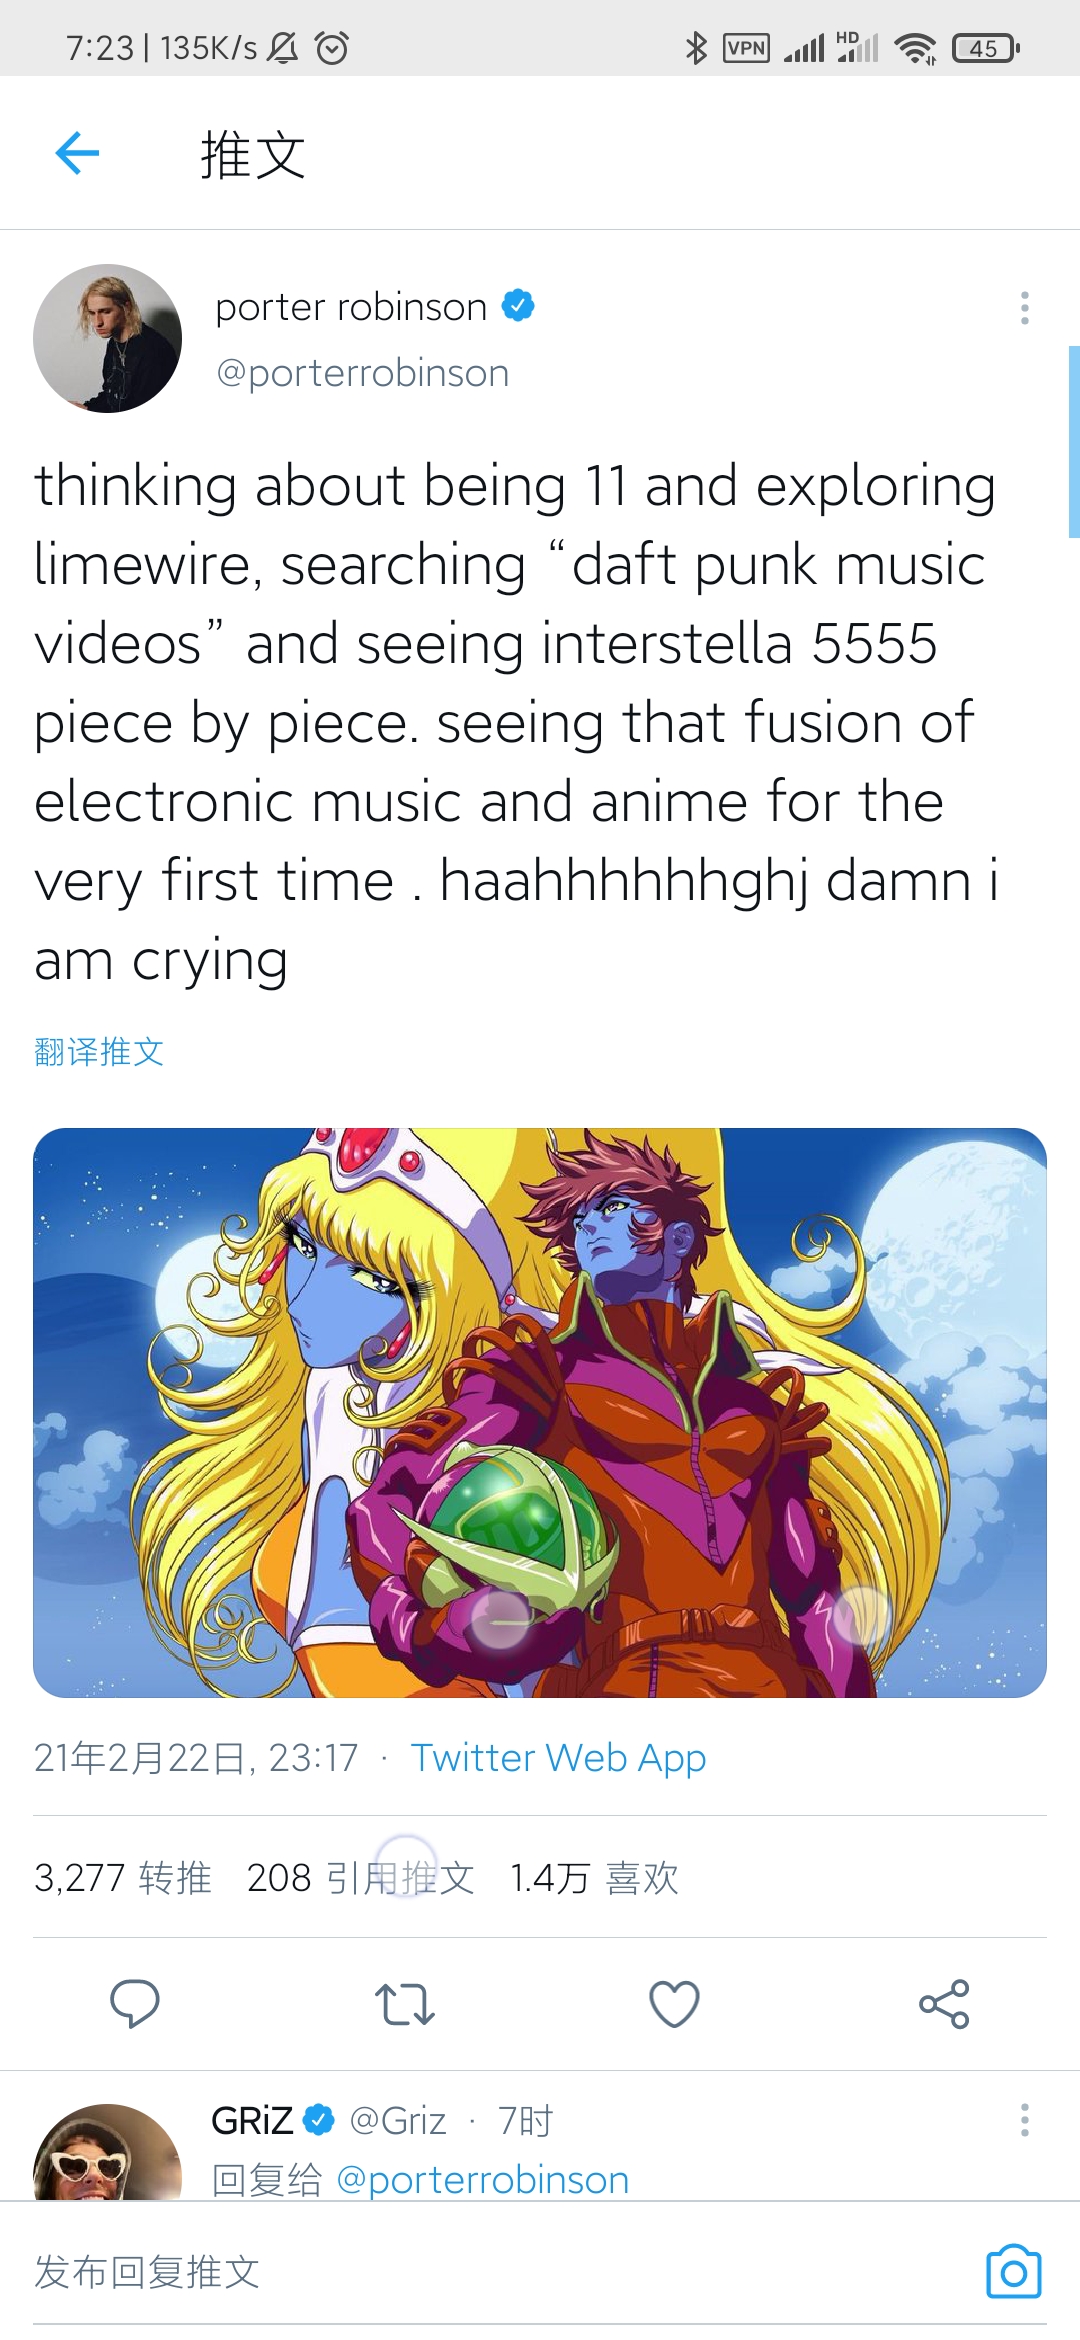 7:23 | 135K/s
VPN
HD
45
推文
porter robinson
@porterrobinson
thinking about being 11 and exploring
limewire, searching “daft punk music
videos” and seeing interstella 5555
piece by piece. seeing that fusion of
electronic music and anime for the
very first time . haahhhhhhghj damn i
am crying
翻译推文
21年2月22日, 23:17 · Twitter Web App
3,277 转推 208 引用推文 1.4万 喜欢
GRiZ @Griz · 7时
回复给 @porterrobinson
发布回复推文